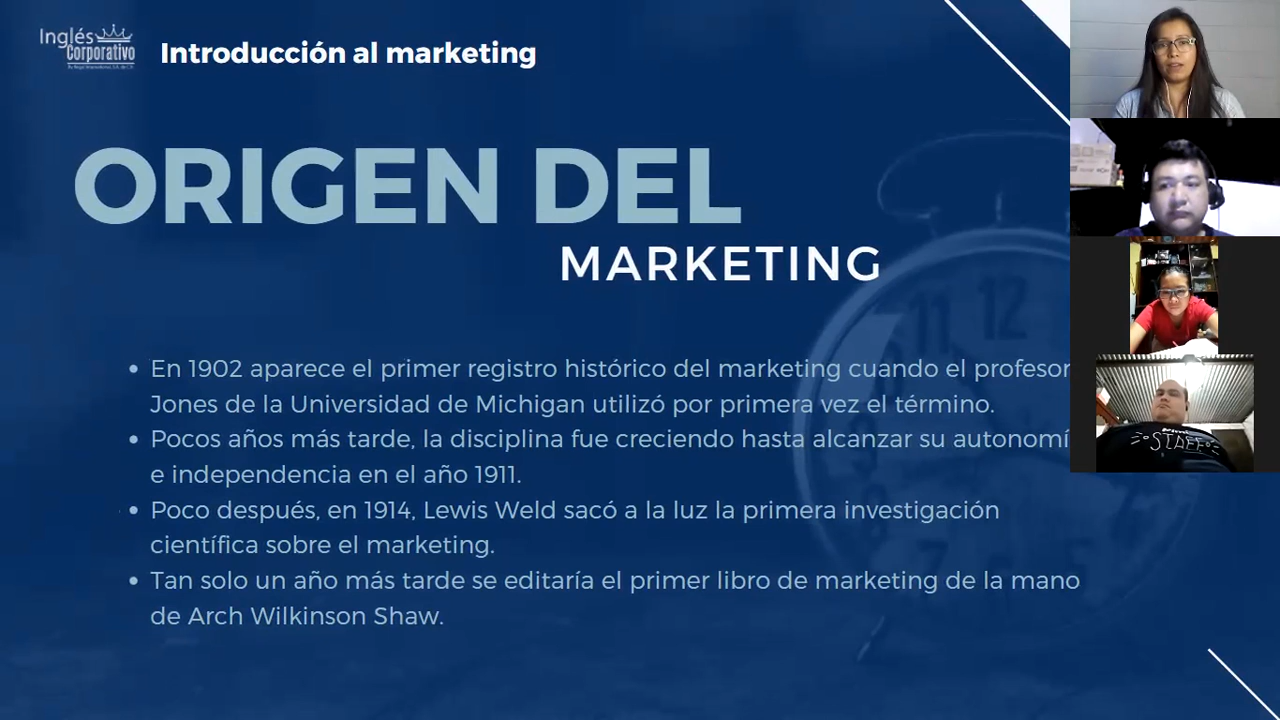 Inglés
Corporativo
Introducción al marketing
ORIGEN DEL
MARKETING
• En 1902 aparece el primer registro histórico del marketing cuando el profesor
Jones de la Universidad de Michigan utilizó por primera vez el término.
• Pocos años más tarde, la disciplina fue creciendo hasta alcanzar su autonomí
e independencia en el año 1911.
• Poco después, en 1914, Lewis Weld sacó a la luz la primera investigación
científica sobre el marketing.
• Tan solo un año más tarde se editaría el primer libro de marketing de la mano
de Arch Wilkinson Shaw.
11 12
STAFF